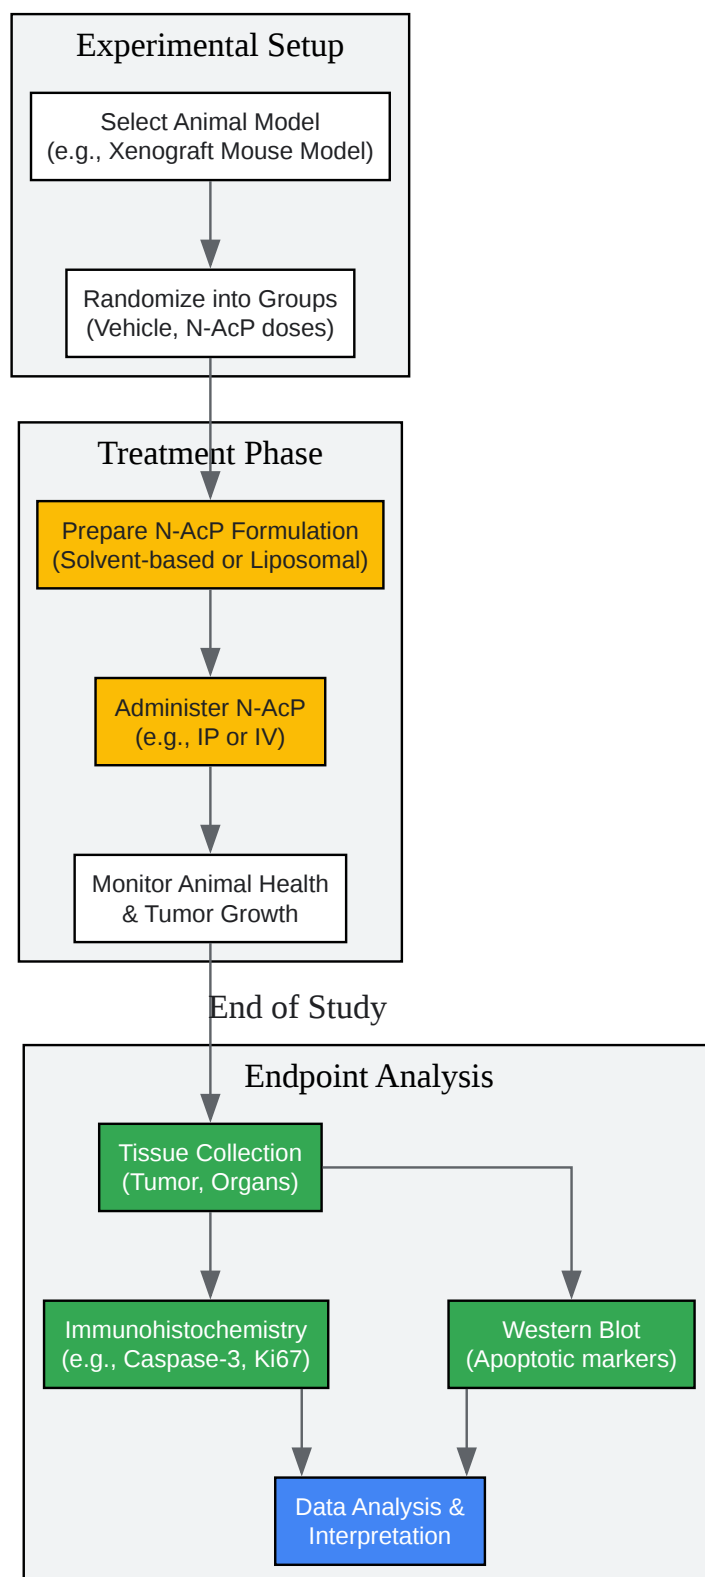 Experimental Setup
Select Animal Model
(e.g., Xenograft Mouse Model)
Randomize into Groups
(Vehicle, N-AcP doses)
Treatment Phase
Prepare N-AcP Formulation
(Solvent-based or Liposomal)
Administer N-AcP
(e.g., IP or IV)
Monitor Animal Health
& Tumor Growth
End of Study
Endpoint Analysis
Tissue Collection
(Tumor, Organs)
Immunohistochemistry
(e.g., Caspase-3, Ki67)
Western Blot
(Apoptotic markers)
Data Analysis &
Interpretation